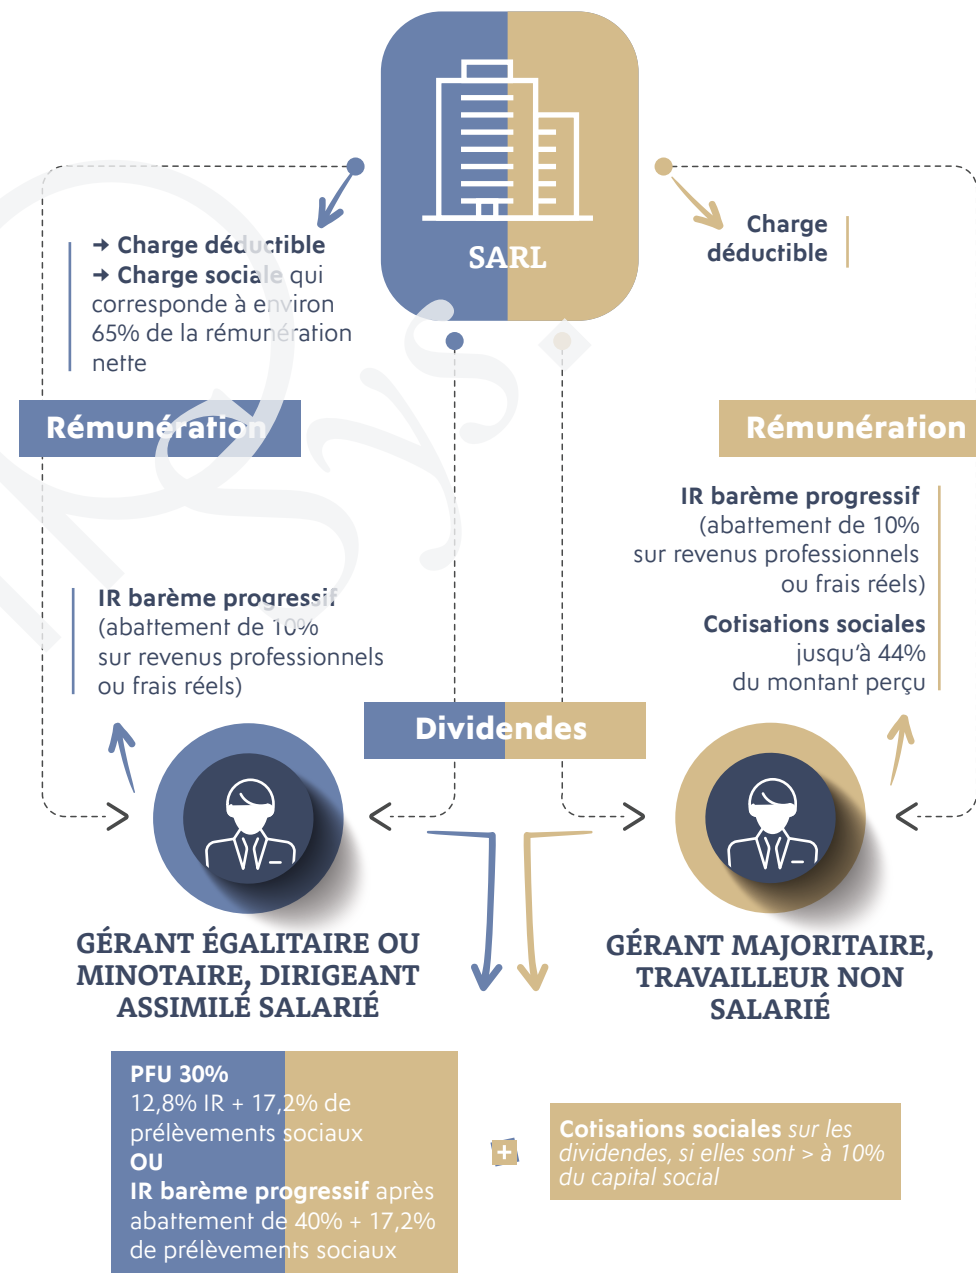 SARL
→ Charge déductible
→ Charge sociale qui
corresponde à environ
65% de la rémunération
nette
Charge
déductible
Rémunération
Rémunération
IR barème progressif
(abattement de 10%
sur revenus professionnels
ou frais réels)
IR barème progressif
(abattement de 10%
sur revenus professionnels
ou frais réels)
Cotisations sociales
jusqu'à 44%
du montant perçu
Dividendes
GÉRANT ÉGALITAIRE OU
MINOTAIRE, DIRIGEANT
ASSIMILÉ SALARIÉ
GÉRANT MAJORITAIRE,
TRAVAILLEUR NON
SALARIÉ
PFU 30%
12,8% IR + 17,2% de
prélèvements sociaux
OU
IR barème progressif après
abattement de 40% + 17,2%
de prélèvements sociaux
+
Cotisations sociales sur les
dividendes, si elles sont > à 10%
du capital social